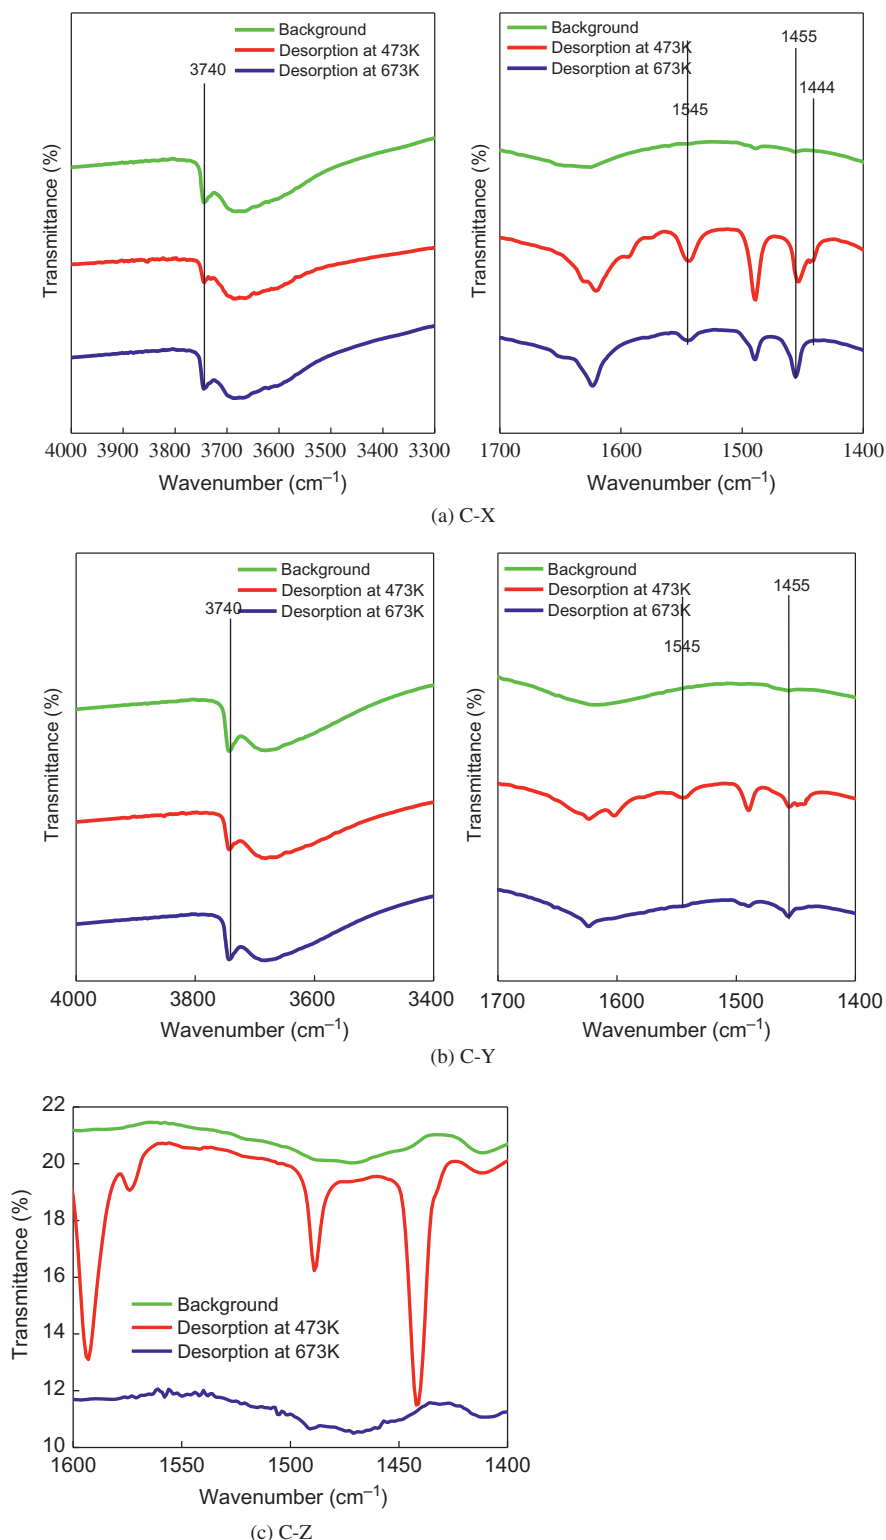 Background
Desorption at 473K
Desorption at 673K
3740
Transmittance (%)
4000 3900 3800 3700 3600 3500 3400 3300
Wavenumber (cm⁻¹)
Background
Desorption at 473K
Desorption at 673K
1455
1444
1545
Transmittance (%)
1700 1600 1500 1400
Wavenumber (cm⁻¹)
(a) C-X
Background
Desorption at 473K
Desorption at 673K
3740
Transmittance (%)
4000 3800 3600 3400
Wavenumber (cm⁻¹)
Background
Desorption at 473K
Desorption at 673K
1455
1545
Transmittance (%)
1700 1600 1500 1400
Wavenumber (cm⁻¹)
(b) C-Y
22
20
18
16
14
12
10
Transmittance (%)
Background
Desorption at 473K
Desorption at 673K
1600 1550 1500 1450 1400
Wavenumber (cm⁻¹)
(c) C-Z